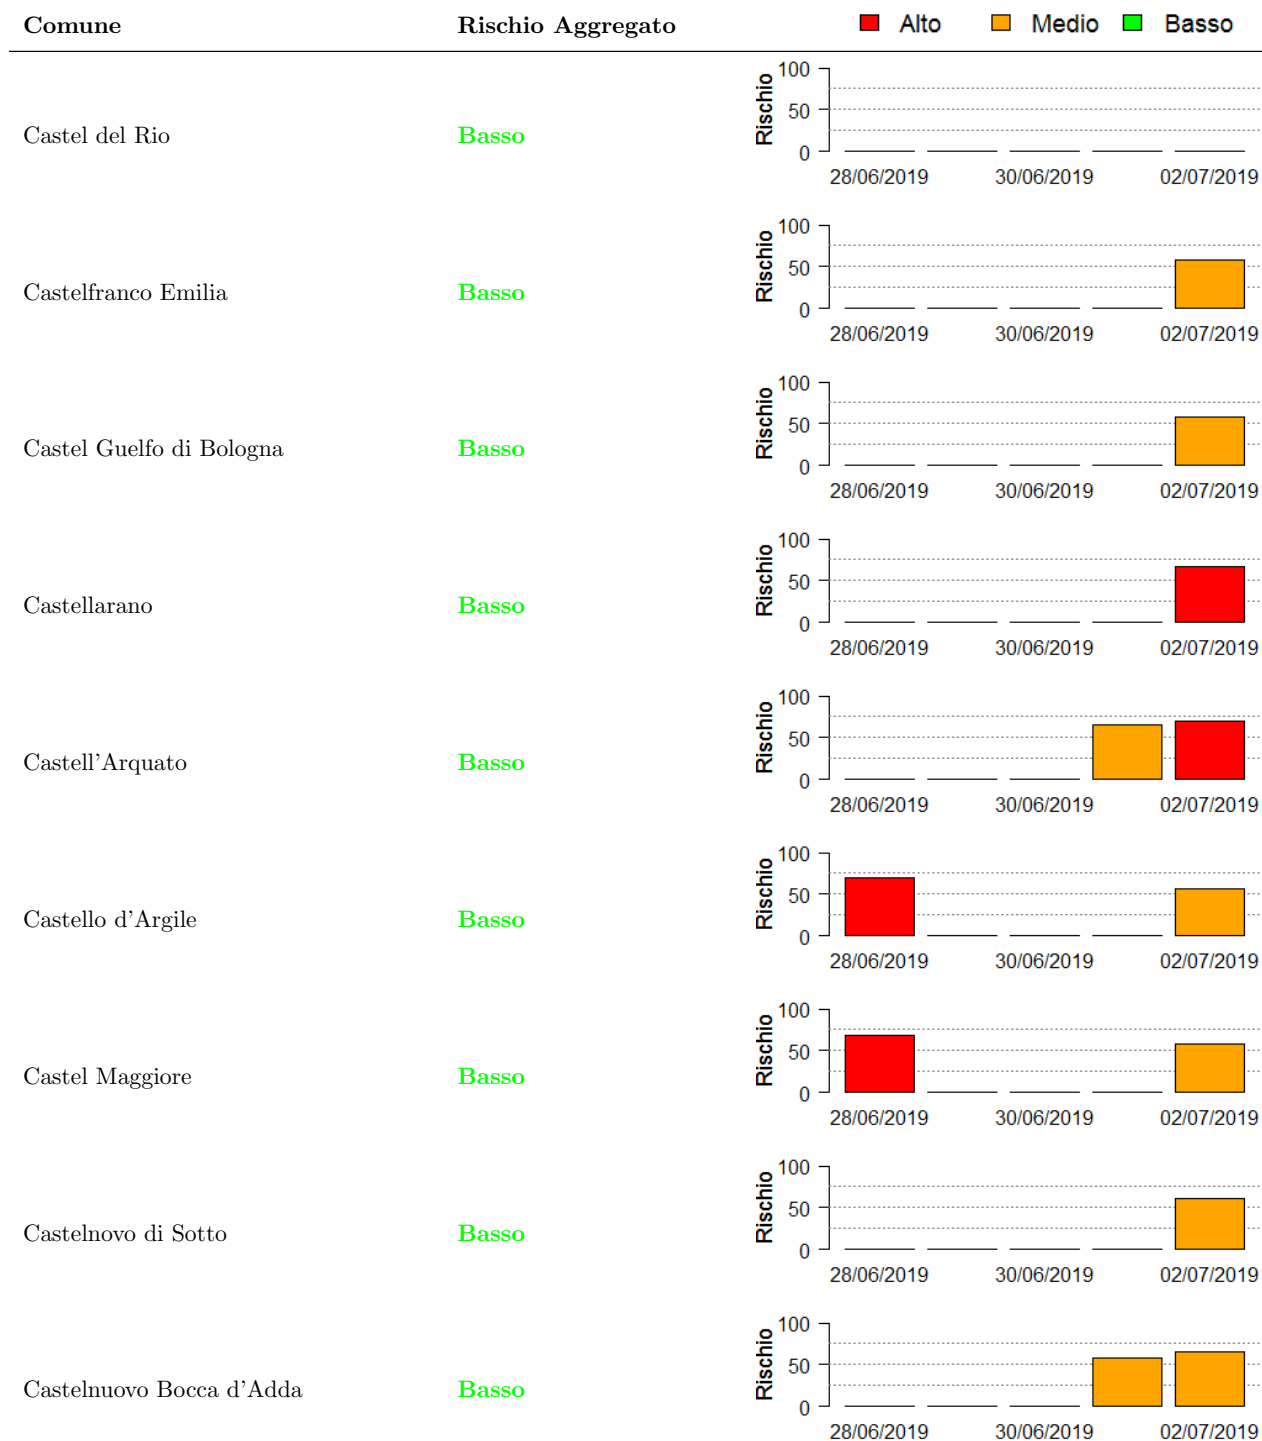 Comune Rischio Aggregato Alto Medio Basso
100
Rischio
50
Castel del Rio Basso
0
28/06/2019 30/06/2019 02/07/2019
100
Rischio
50
Castelfranco Emilia Basso
0
28/06/2019 30/06/2019 02/07/2019
100
Rischio
50
Castel Guelfo di Bologna Basso
0
28/06/2019 30/06/2019 02/07/2019
100
Rischio
50
Castellarano Basso
0
28/06/2019 30/06/2019 02/07/2019
100
Rischio
50
Castell'Arquato Basso
0
28/06/2019 30/06/2019 02/07/2019
100
Rischio
50
Castello d'Argile Basso
0
28/06/2019 30/06/2019 02/07/2019
100
Rischio
50
Castel Maggiore Basso
0
28/06/2019 30/06/2019 02/07/2019
100
Rischio
50
Castelnovo di Sotto Basso
0
28/06/2019 30/06/2019 02/07/2019
100
Rischio
50
Castelnuovo Bocca d'Adda Basso
0
28/06/2019 30/06/2019 02/07/2019